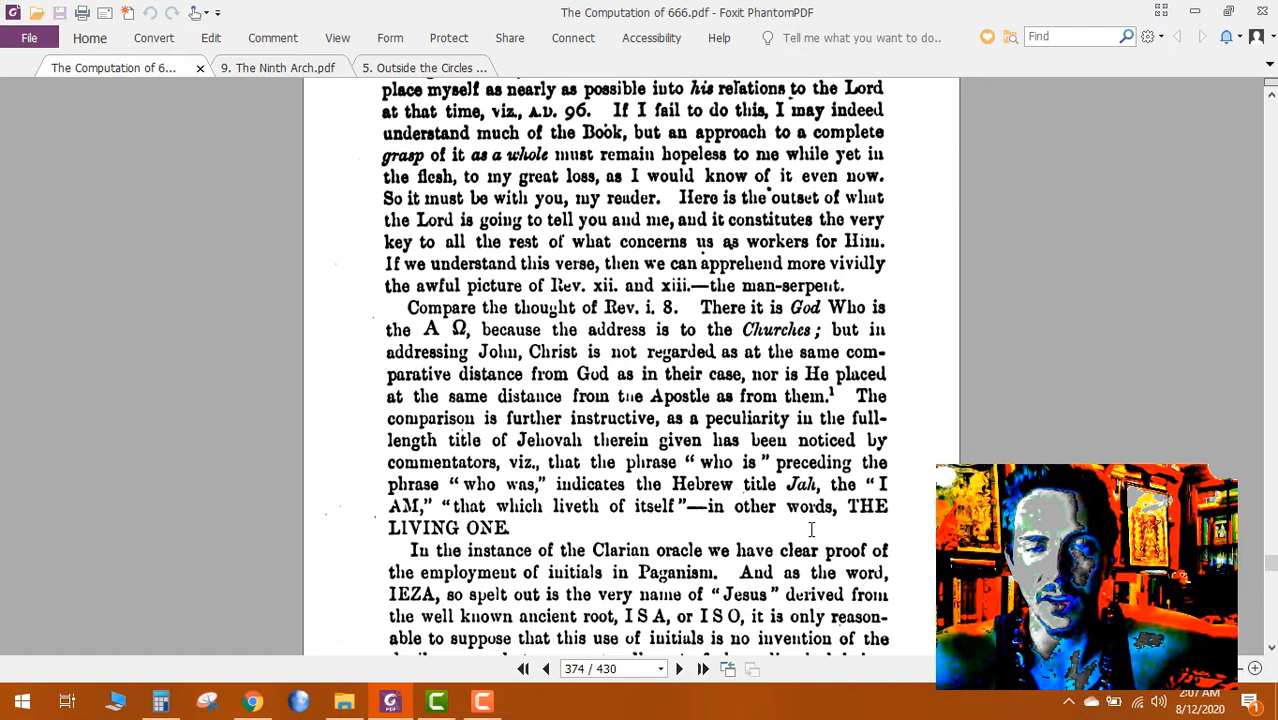 The Computation of 666.pdf - Foxit PhantomPDF
File Home Convert Edit Comment View Form Protect Share Connect Accessibility Help Tell me what you want to do.. Find
The Computation of 6... 9. The Ninth Arch.pdf 5. Outside the Circles ...
place myself as nearly as possible into his relations to the Lord
at that time, viz., A.D. 96. If I fail to do this, I may indeed
understand much of the Book, but an approach to a complete
grasp of it as a whole must remain hopeless to me while yet in
the flesh, to my great loss, as I would know of it even now.
So it must be with you, my reader. Here is the outset of what
the Lord is going to tell you and me, and it constitutes the very
key to all the rest of what concerns us as workers for Him.
If we understand this verse, then we can apprehend more vividly
the awful picture of Rev. xii. and xiii.—the man-serpent.
Compare the thought of Rev. i. 8. There it is God Who is
the Α Ω, because the address is to the Churches; but in
addressing John, Christ is not regarded as at the same com-
parative distance from God as in their case, nor is He placed
at the same distance from the Apostle as from them.¹ The
comparison is further instructive, as a peculiarity in the full-
length title of Jehovah therein given has been noticed by
commentators, viz., that the phrase “who is” preceding the
phrase “who was,” indicates the Hebrew title Jah, the “I
AM,” “that which liveth of itself”—in other words, THE
LIVING ONE.
In the instance of the Clarian oracle we have clear proof of
the employment of initials in Paganism. And as the word,
IEZA, so spelt out is the very name of “Jesus” derived from
the well known ancient root, I S A, or I S O, it is only reason-
able to suppose that this use of initials is no invention of the
374 / 430
2:07 AM
8/12/2020